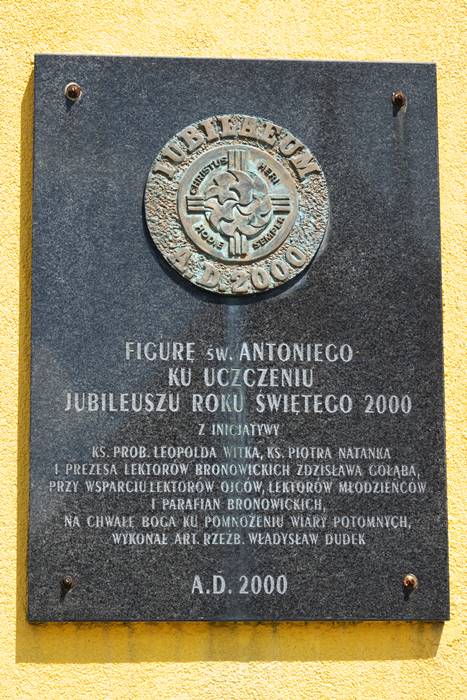 JUBILEUM
CHRISTUS HERI
HODIE SEMPER
A.D. 2000
FIGURĘ ŚW. ANTONIEGO
KU UCZCZENIU
JUBILEUSZU ROKU ŚWIĘTEGO 2000
Z INICJATYWY
KS. PROB. LEOPOLDA WITKA, KS. PIOTRA NATANKA
I PREZESA LEKTORÓW BRONOWICKICH ZDZISŁAWA GOŁĄBA,
PRZY WSPARCIU LEKTORÓW OJCÓW, LEKTORÓW MŁODZIEŃCÓW
I PARAFIAN BRONOWICKICH,
NA CHWAŁĘ BOGA KU POMNOŻENIU WIARY POTOMNYCH,
WYKONAŁ ART. RZEŹB. WŁADYSŁAW DUDEK
A.D. 2000